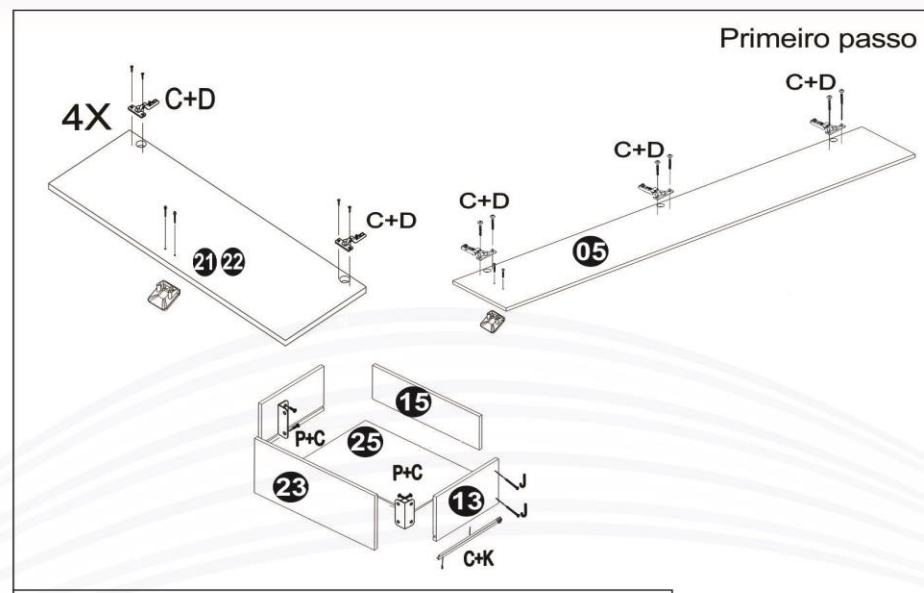 Primeiro passo
4X
C+D
C+D
21 22
C+D
C+D
C+D
05
15
P+C
25
P+C
23
13
J
J
C+K